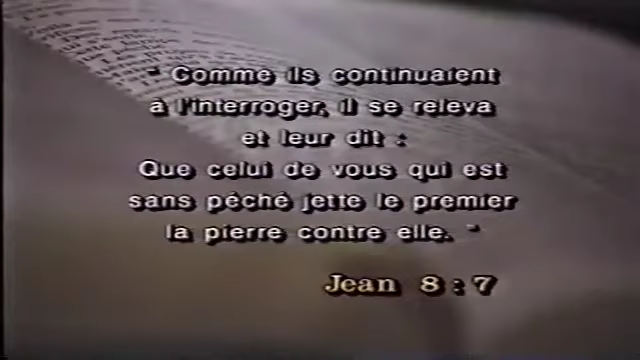 " Comme ils continuaient
à l'interroger, il se releva
et leur dit :
Que celui de vous qui est
sans péché jette le premier
la pierre contre elle. "
Jean 8 : 7